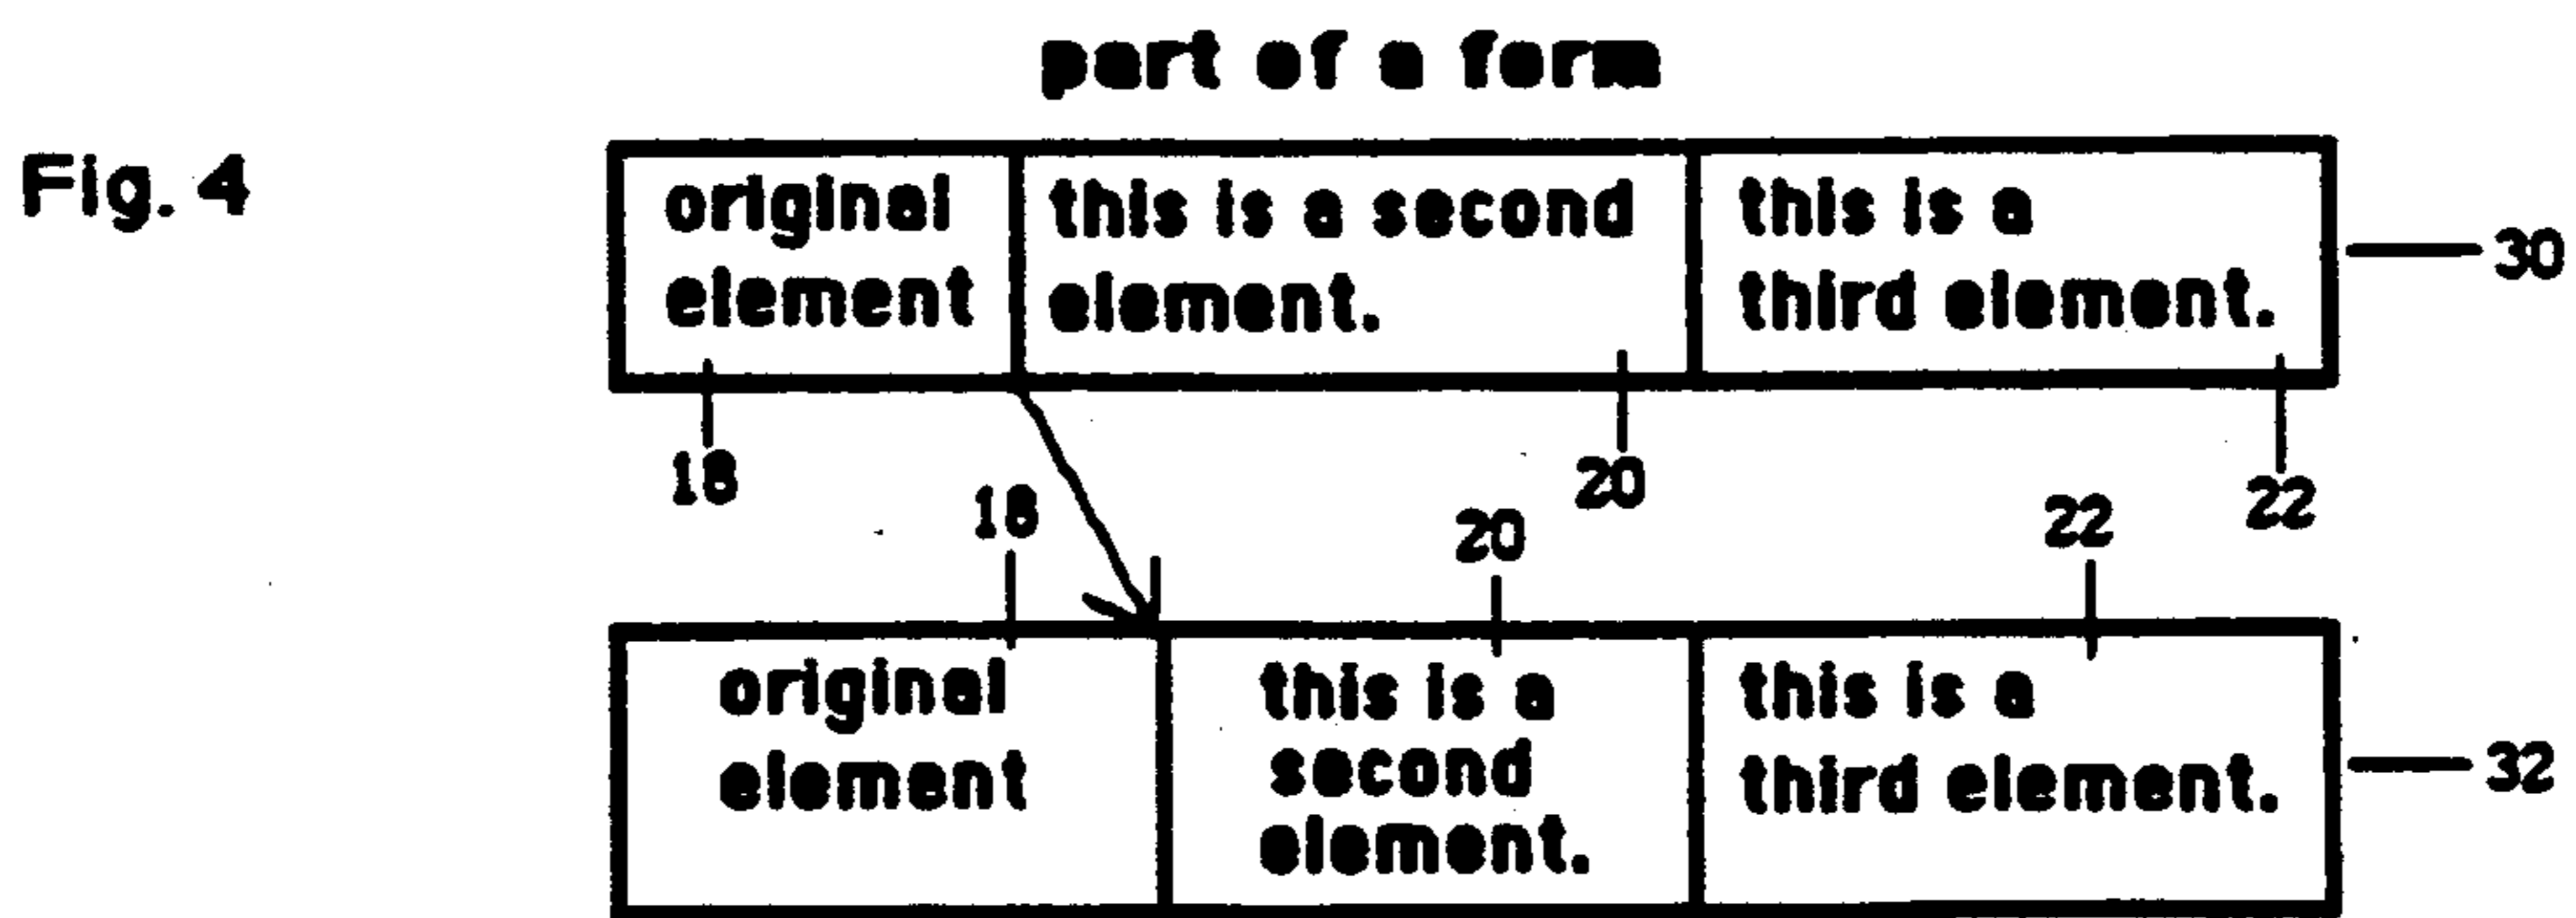 part of a form
Fig. 4
original
element
this is a second
element.
this is a
third element.
30
18
20
22
18
20
22
original
element
this is a
second
element.
this is a
third element.
32